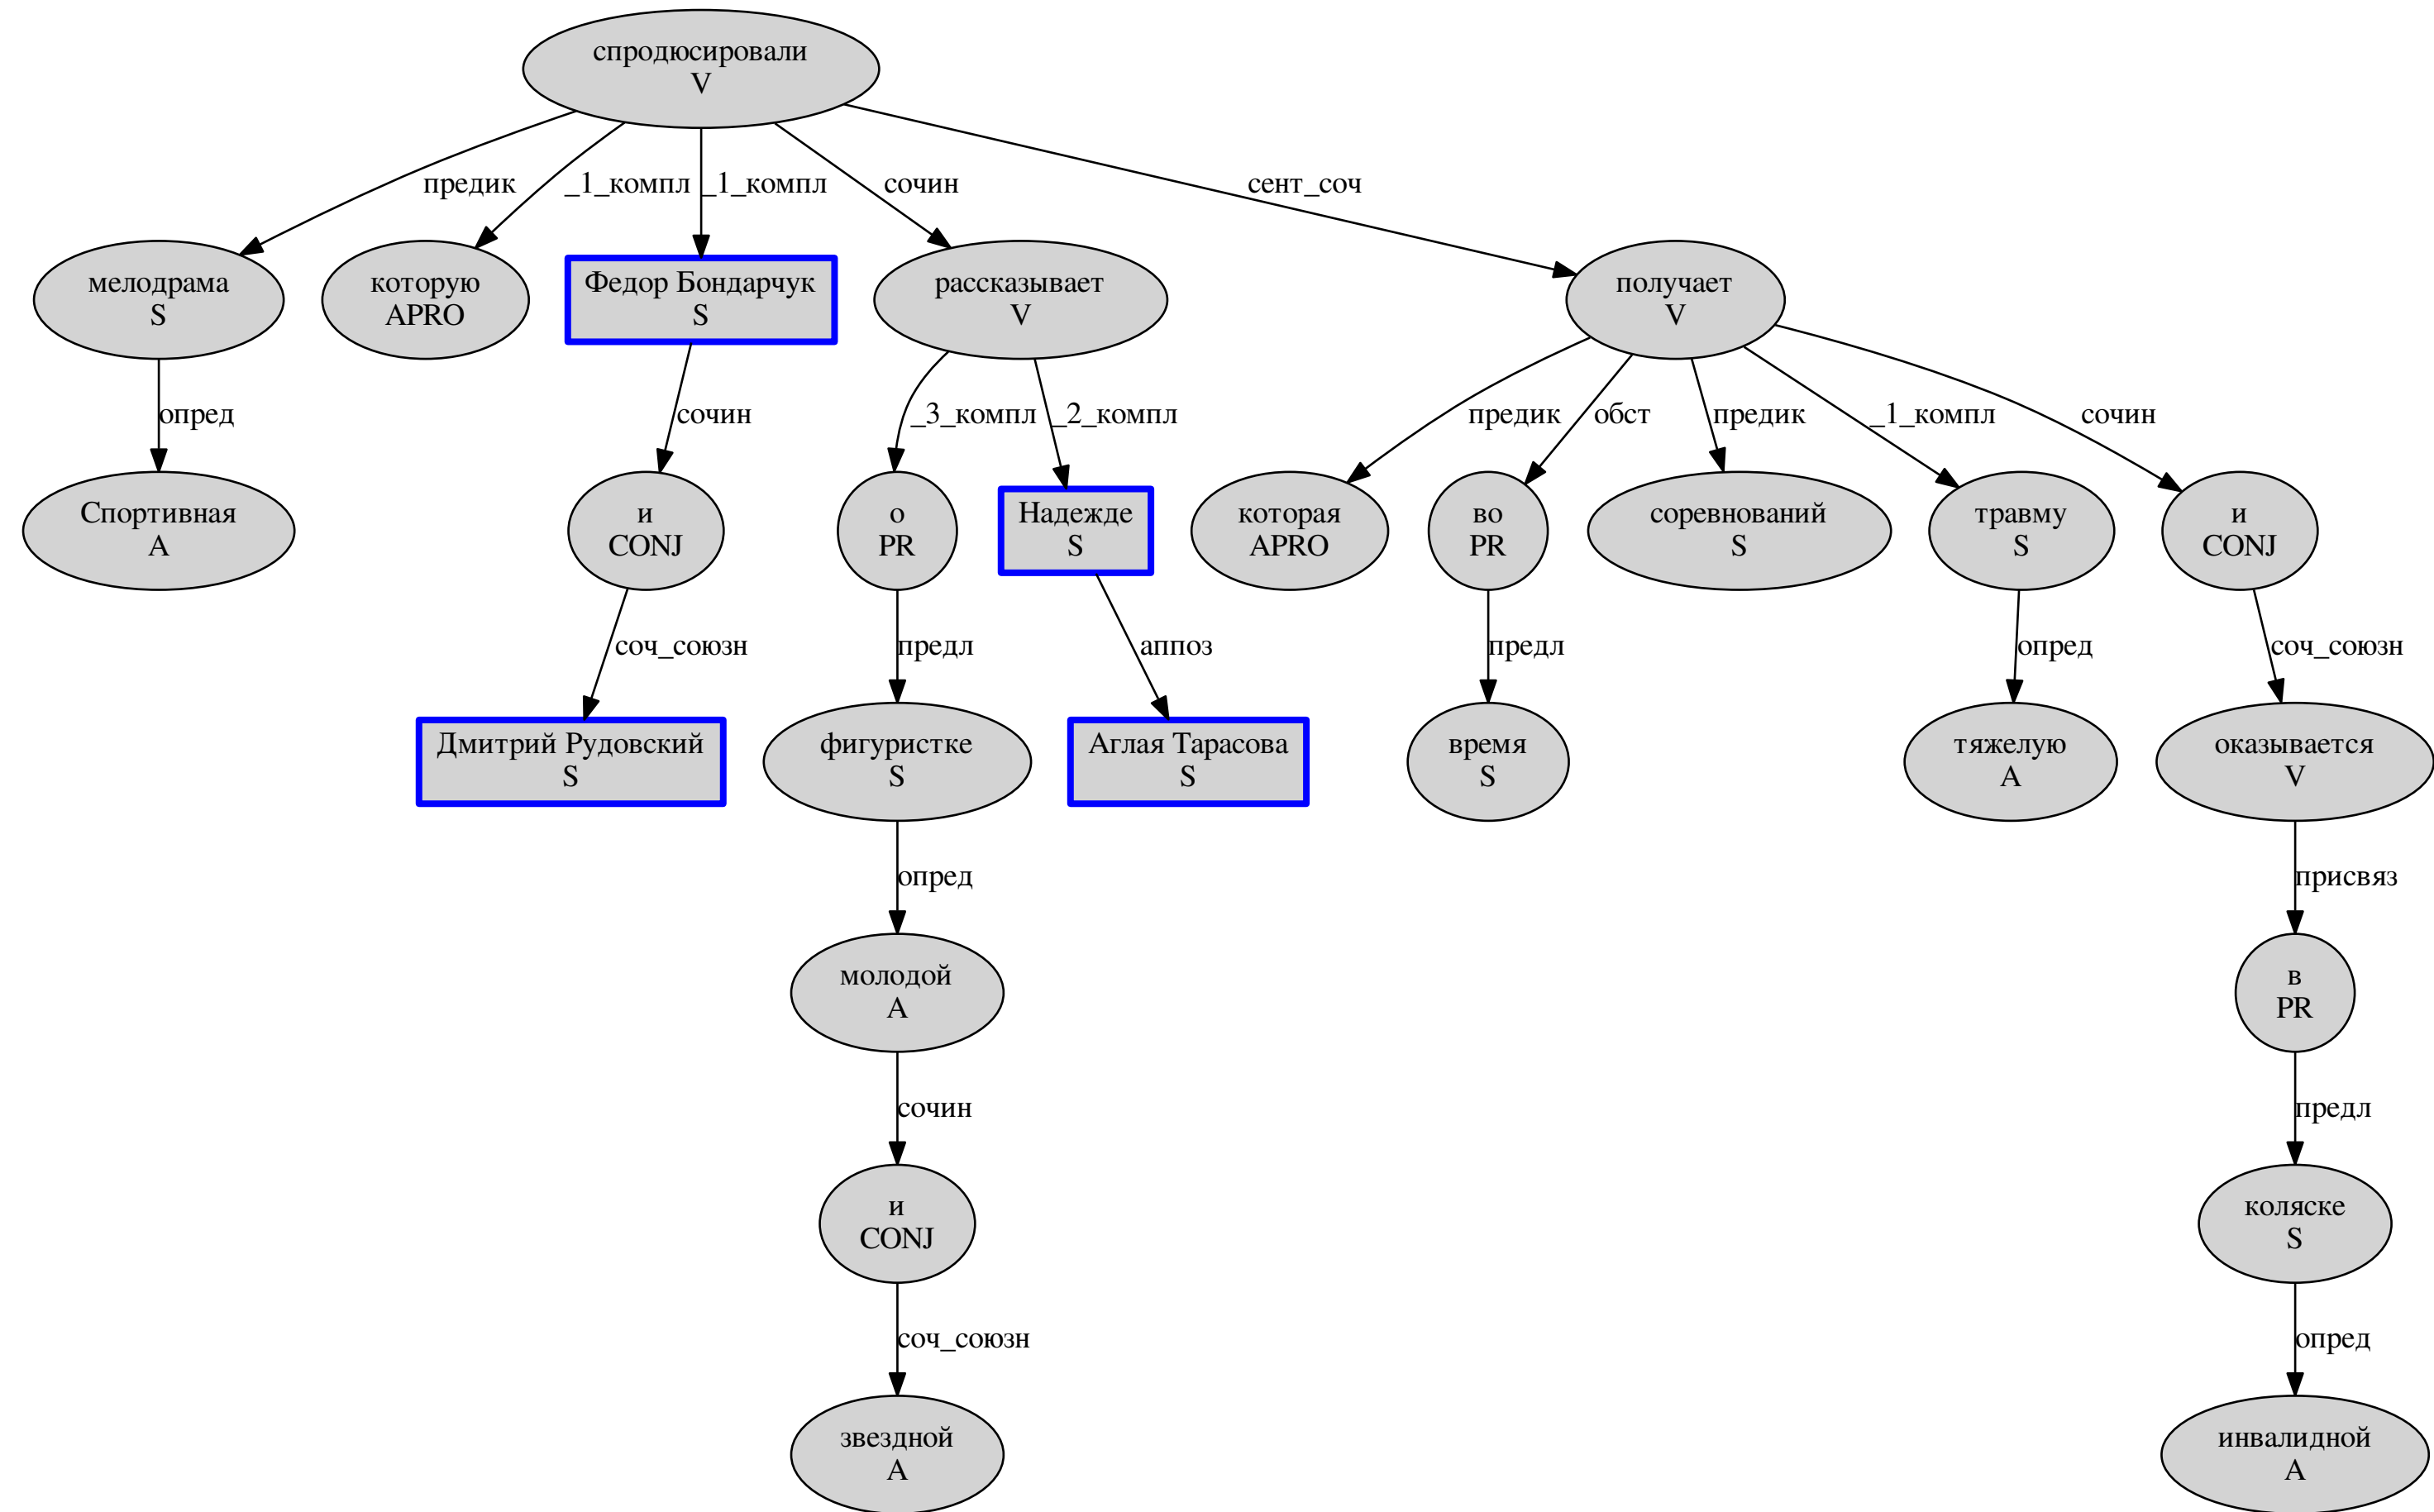 спродюсировали
V
предик
_1_компл
_1_компл
сочин
сент_соч
мелодрама
S
которую
APRO
Федор Бондарчук
S
рассказывает
V
получает
V
опред
сочин
_3_компл
_2_компл
предик
обст
предик
_1_компл
сочин
Спортивная
A
и
CONJ
о
PR
Надежде
S
которая
APRO
во
PR
соревнований
S
травму
S
и
CONJ
соч_союзн
предл
аппоз
предл
опред
соч_союзн
Дмитрий Рудовский
S
фигуристке
S
Аглая Тарасова
S
время
S
тяжелую
A
оказывается
V
опред
присвяз
молодой
A
в
PR
сочин
предл
и
CONJ
коляске
S
соч_союзн
опред
звездной
A
инвалидной
A